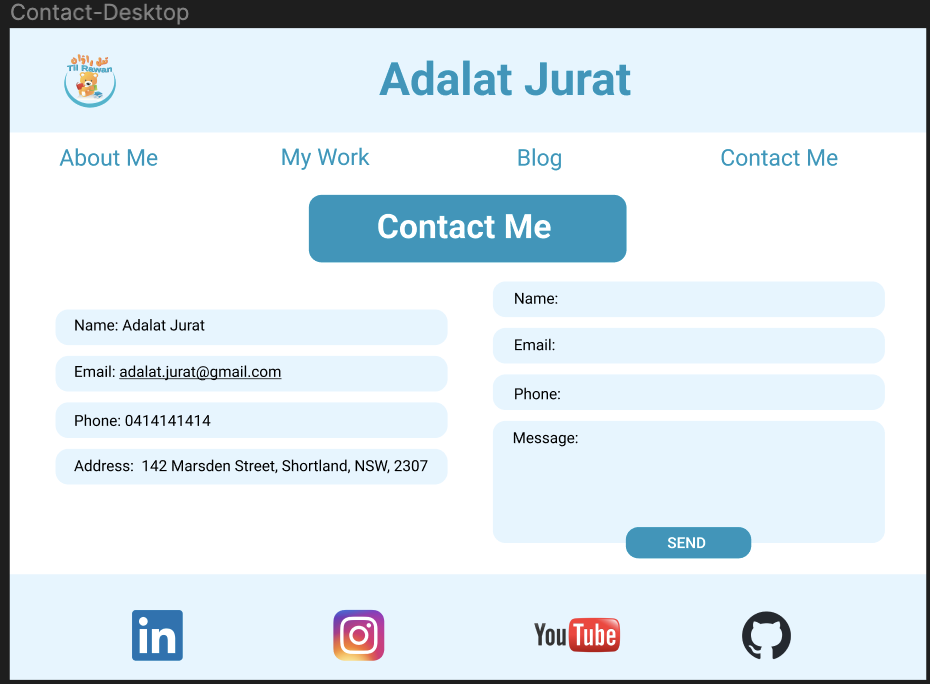 Contact-Desktop
Til Rawan
Adalat Jurat
About Me
My Work
Blog
Contact Me
Contact Me
Name: Adalat Jurat
Email: adalat.jurat@gmail.com
Phone: 0414141414
Address: 142 Marsden Street, Shortland, NSW, 2307
Name:
Email:
Phone:
Message:
SEND
in
YouTube